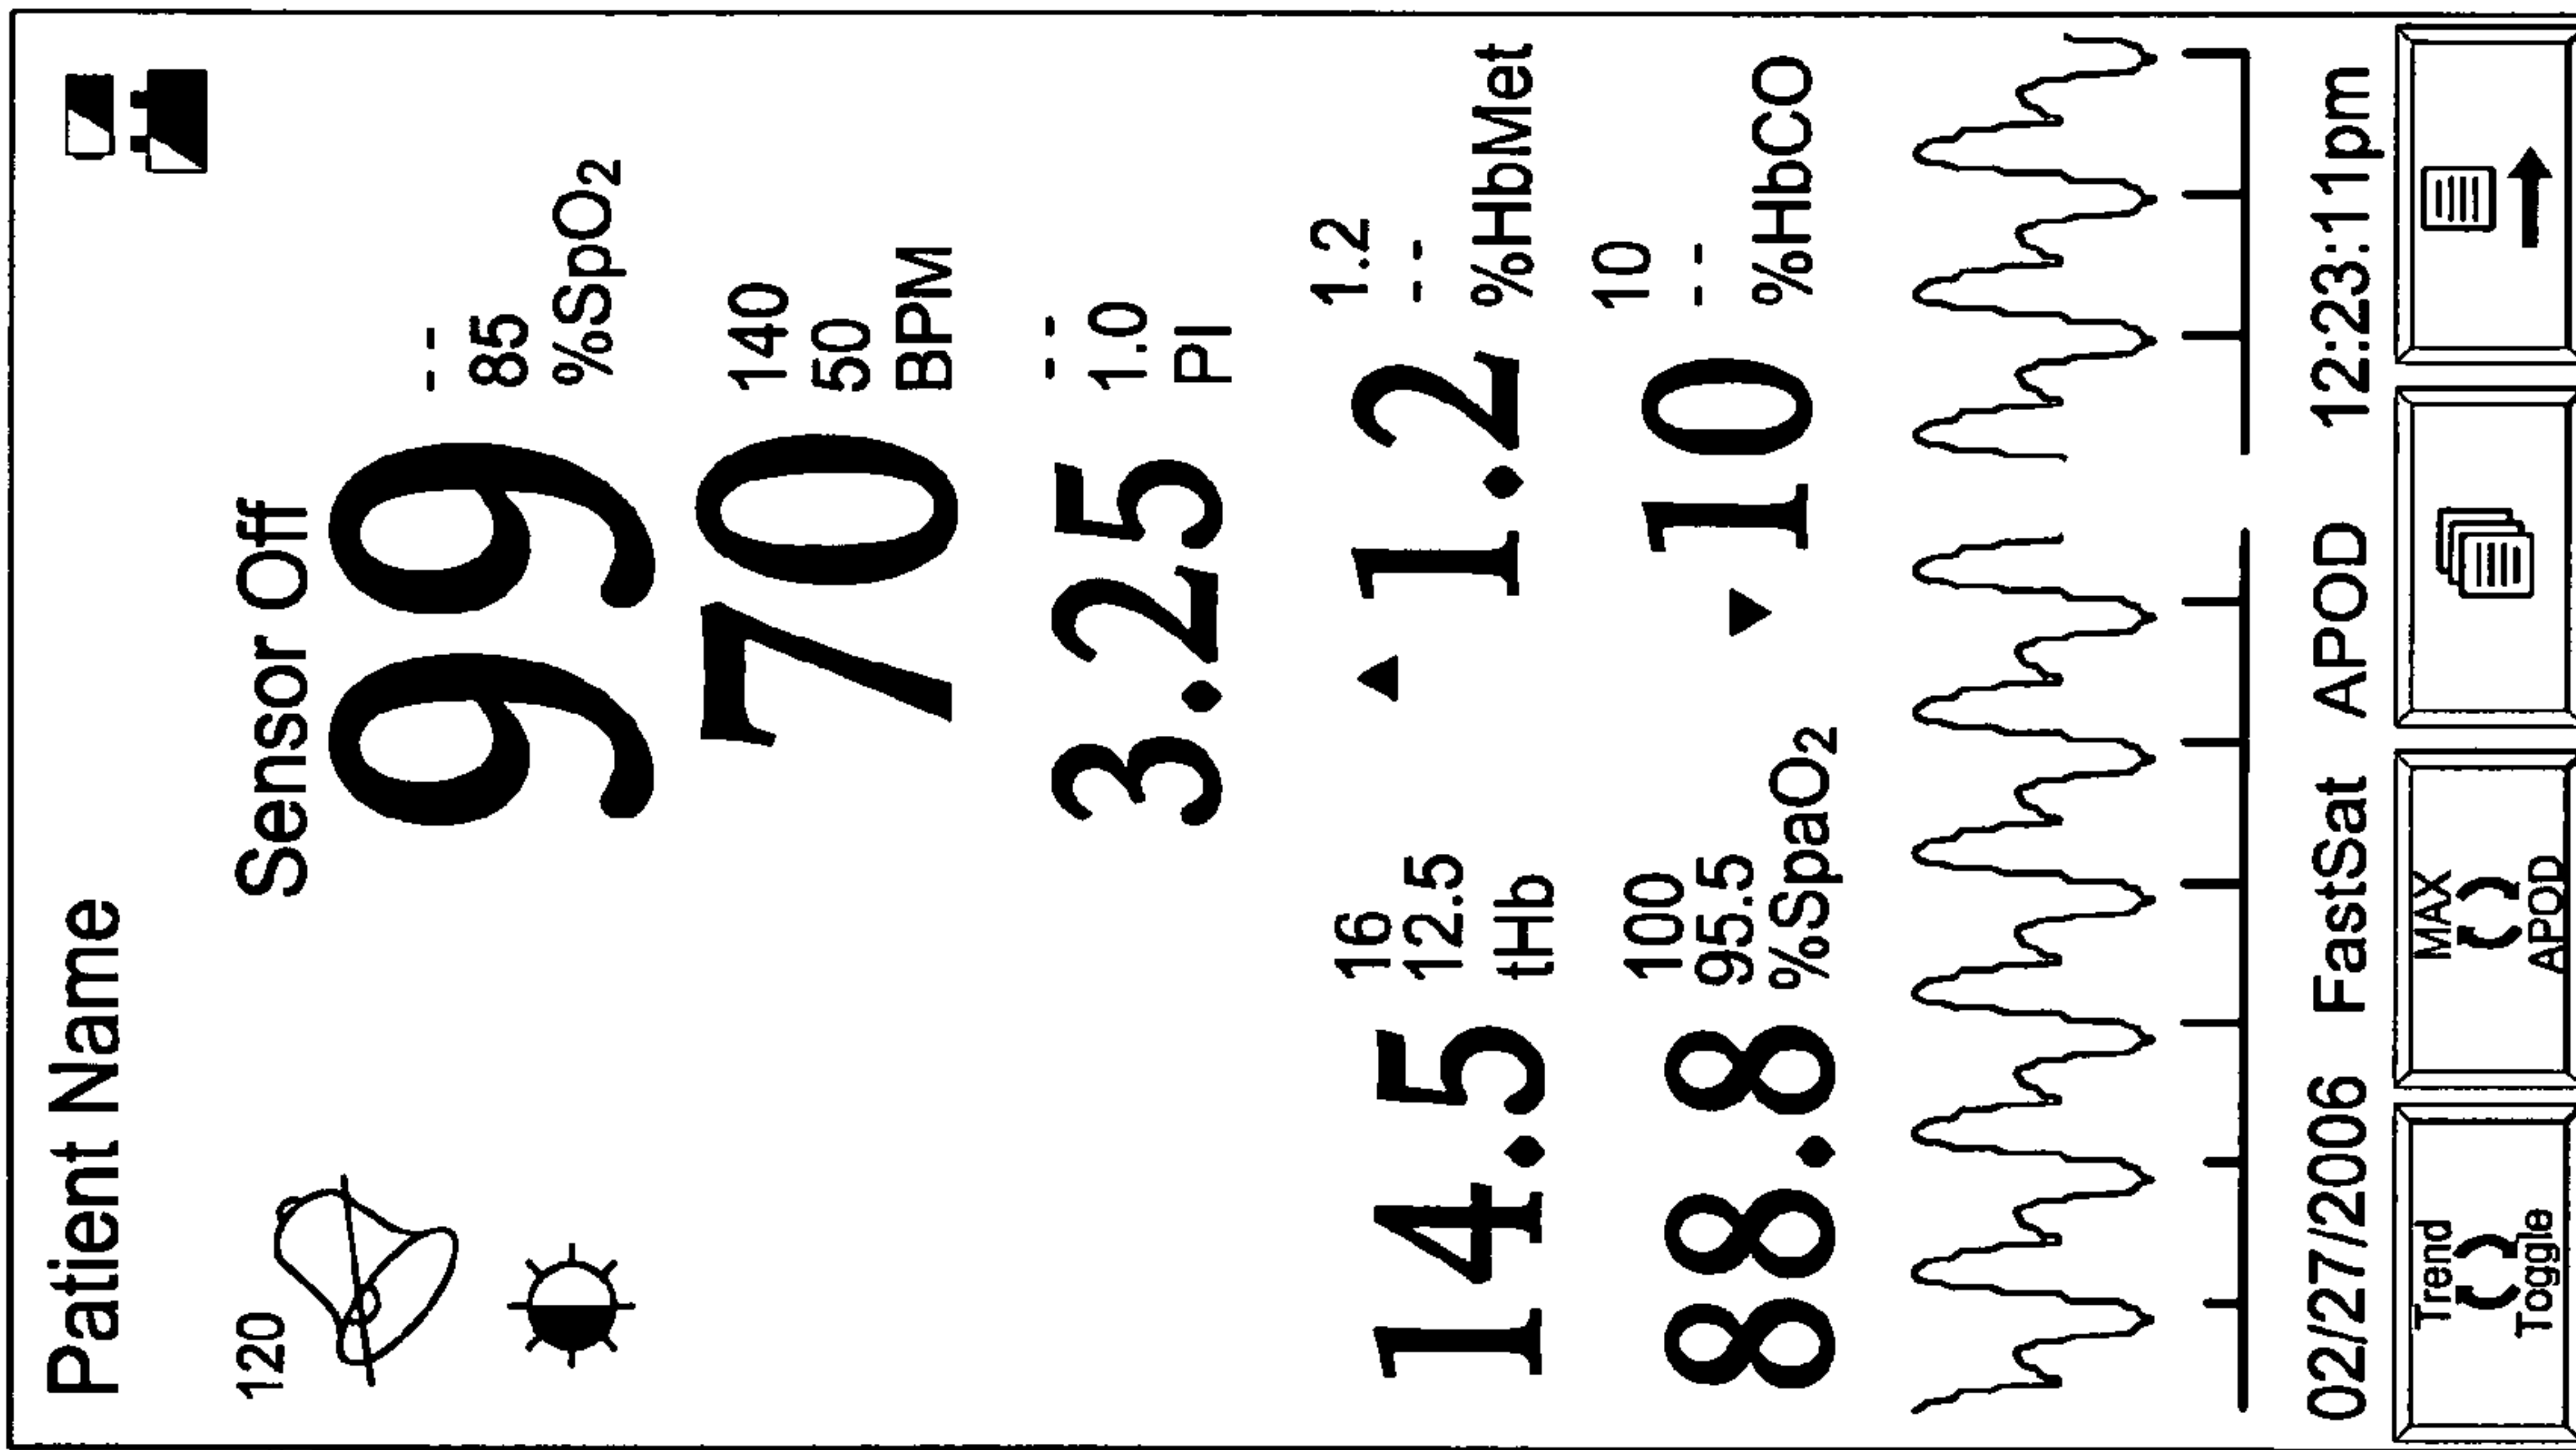 Patient Name
120
Sensor Off
99
- -
85
%SpO₂
70
140
50
BPM
3.25
- -
1.0
PI
14.5
16
12.5
tHb
1.2
1.2
- -
%HbMet
88.8
100
95.5
%SpaO₂
10
10
- -
%HbCO
02/27/2006 FastSat APOD 12:23:11pm
Trend
Toggle
MAX
APOD